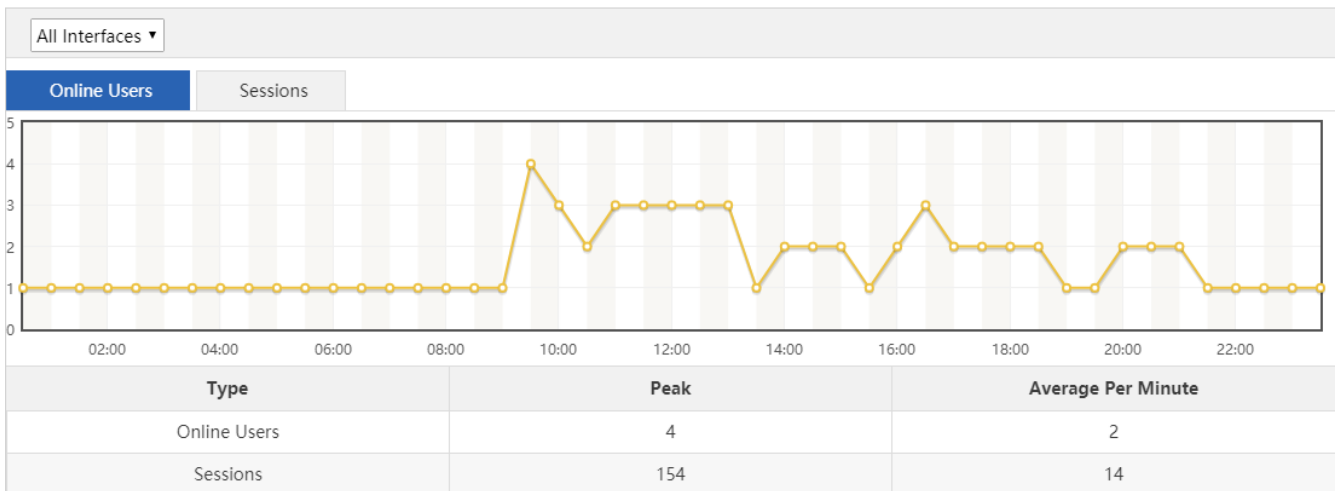 All Interfaces
Online Users Sessions
5
4
3
2
1
0
02:00 04:00 06:00 08:00 10:00 12:00 14:00 16:00 18:00 20:00 22:00
Type Peak Average Per Minute
Online Users 4 2
Sessions 154 14